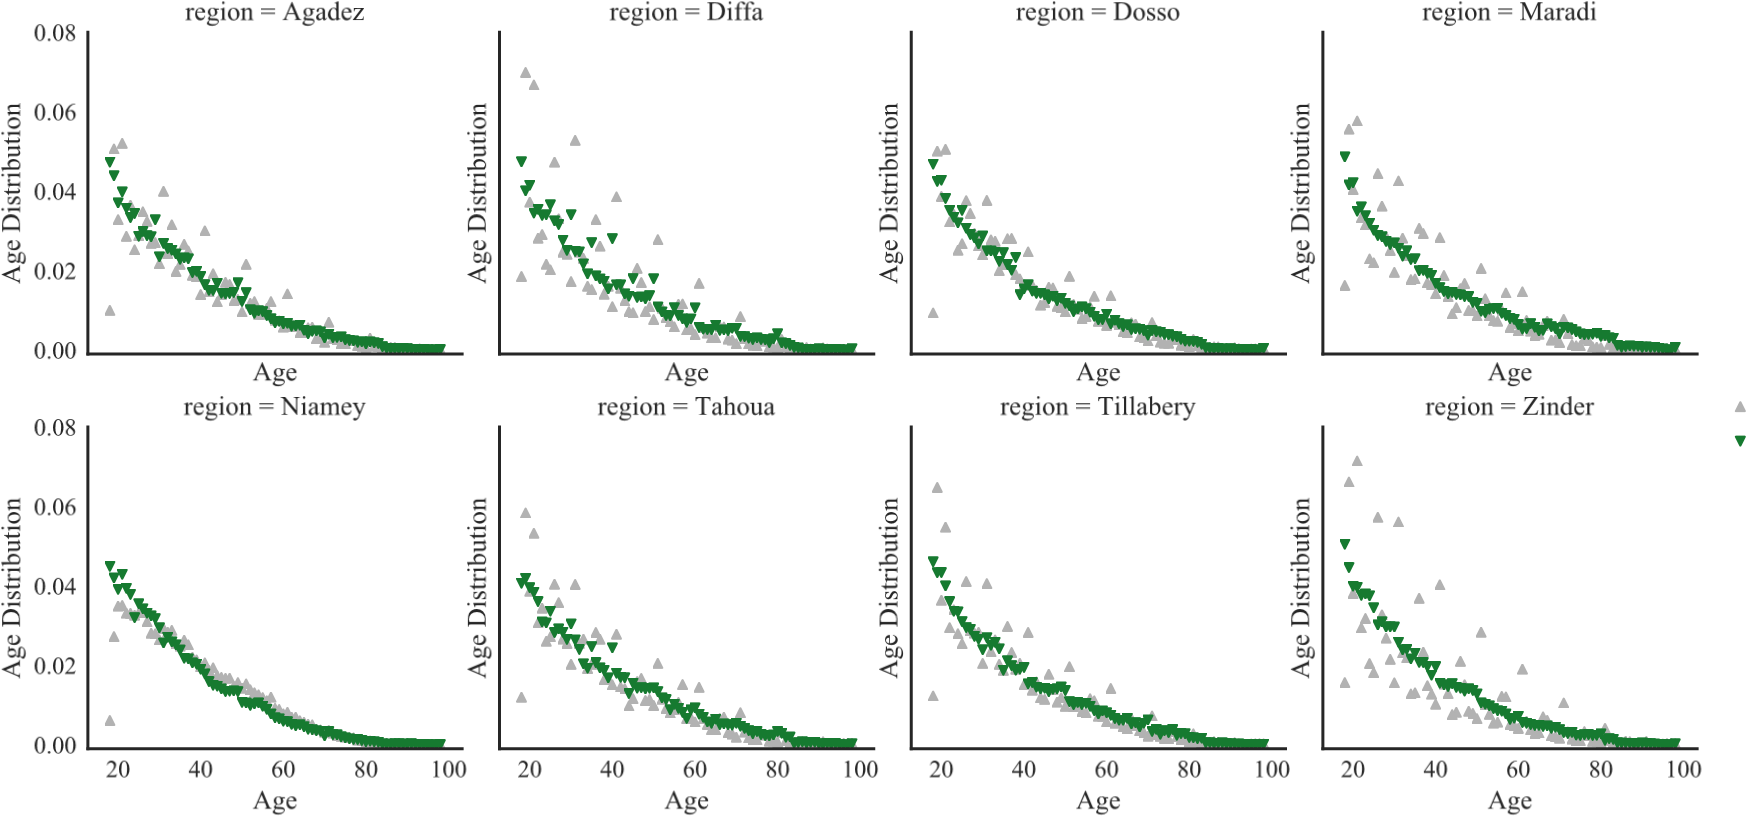 region = Agadez
region = Diffa
region = Dosso
region = Maradi
0.08
0.06
0.04
0.02
0.00
Age Distribution
Age Distribution
Age Distribution
Age Distribution
Age
Age
Age
Age
region = Niamey
region = Tahoua
region = Tillabery
region = Zinder
0.08
0.06
0.04
0.02
0.00
Age Distribution
Age Distribution
Age Distribution
Age Distribution
20 40 60 80 100
20 40 60 80 100
20 40 60 80 100
20 40 60 80 100
Age
Age
Age
Age